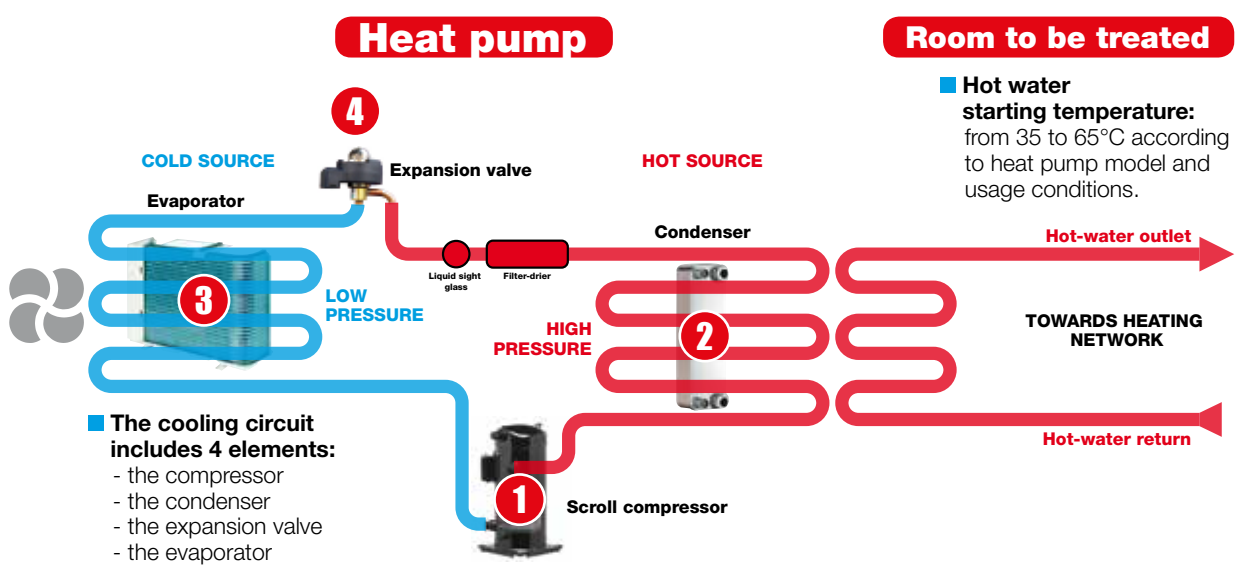 Heat pump
Room to be treated
Hot water
starting temperature:
from 35 to 65°C according
to heat pump model and
usage conditions.
4
COLD SOURCE
Expansion valve
HOT SOURCE
Evaporator
Condenser
Hot-water outlet
Liquid sight
glass
Filter-drier
3
LOW
PRESSURE
HIGH
PRESSURE
2
TOWARDS HEATING
NETWORK
Hot-water return
The cooling circuit
includes 4 elements:
- the compressor
- the condenser
- the expansion valve
- the evaporator
1
Scroll compressor